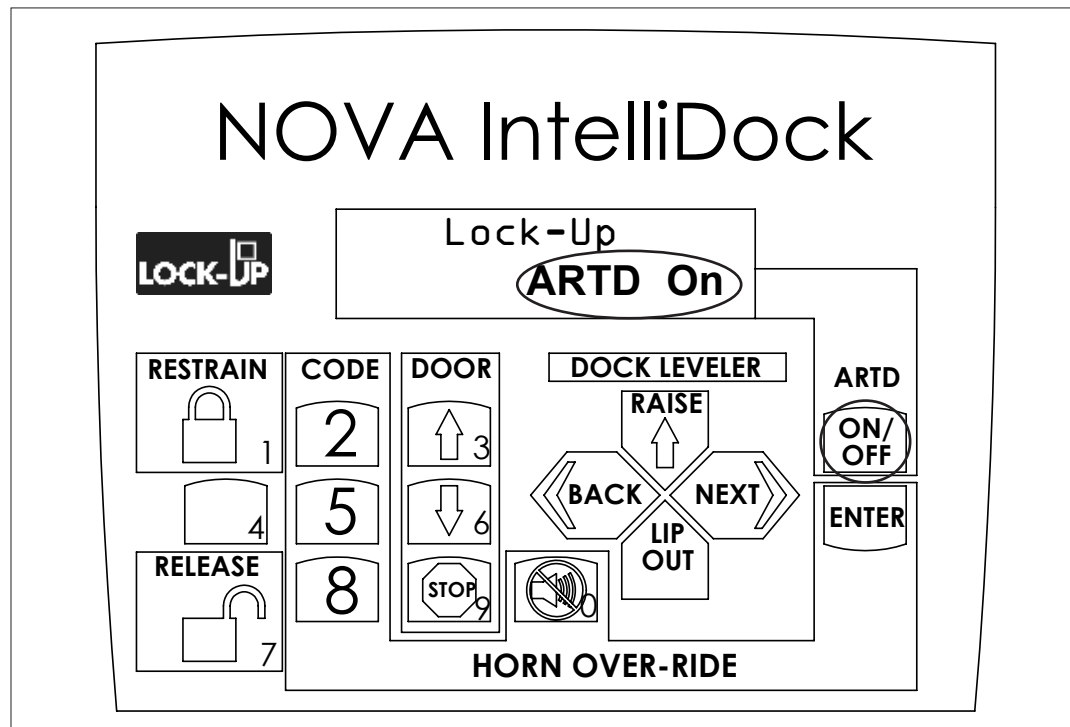 NOVA IntelliDock
Lock-Up
ARTD On
LOCK-UP
RESTRAIN
1
CODE
2
DOOR
3
DOCK LEVELER
RAISE
ARTD
ON/
OFF
4
5
6
BACK
NEXT
LIP
OUT
ENTER
RELEASE
7
8
STOP
9
0
HORN OVER-RIDE